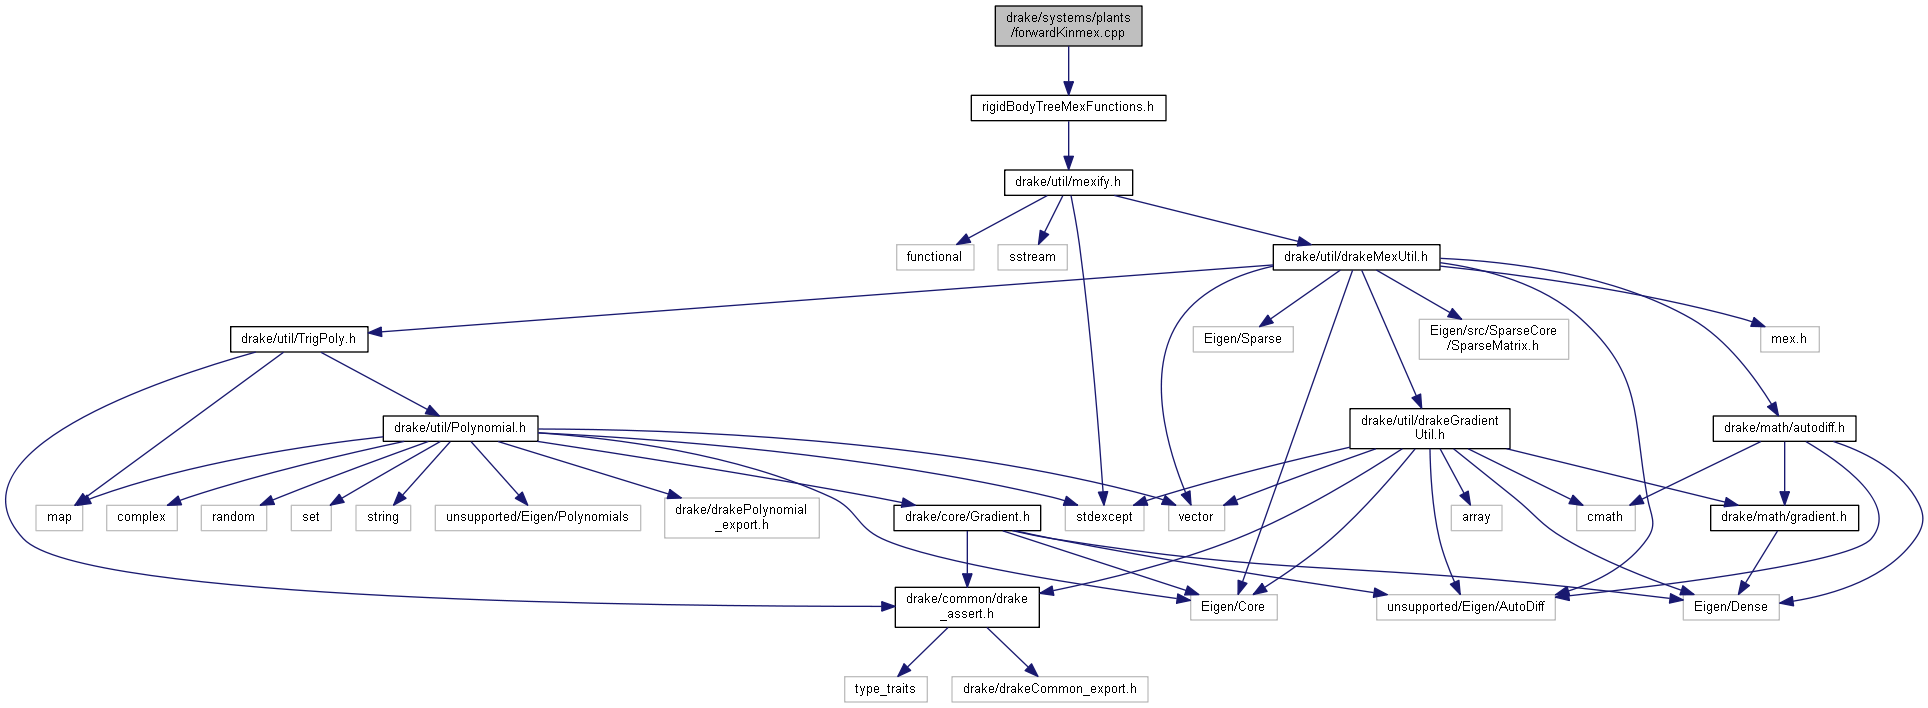 drake/systems/plants
/forwardKinmex.cpp
rigidBodyTreeMexFunctions.h
drake/util/mexify.h
functional
sstream
drake/util/drakeMexUtil.h
drake/util/TrigPoly.h
Eigen/Sparse
Eigen/src/SparseCore
/SparseMatrix.h
mex.h
drake/util/Polynomial.h
drake/util/drakeGradient
Util.h
drake/math/autodiff.h
map
complex
random
set
string
unsupported/Eigen/Polynomials
drake/drakePolynomial
_export.h
drake/core/Gradient.h
stdexcept
vector
array
cmath
drake/math/gradient.h
drake/common/drake
_assert.h
Eigen/Core
unsupported/Eigen/AutoDiff
Eigen/Dense
type_traits
drake/drakeCommon_export.h